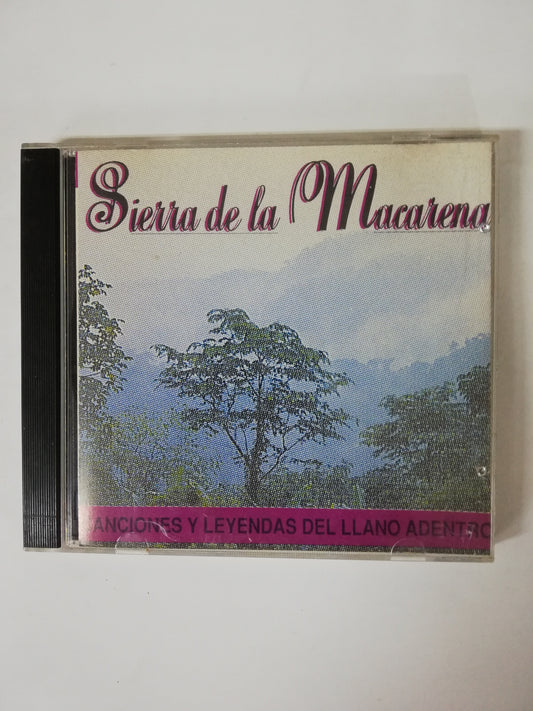 Sierra de la Macarena
ANCIONES Y LEYENDAS DEL LLANO ADENTRO